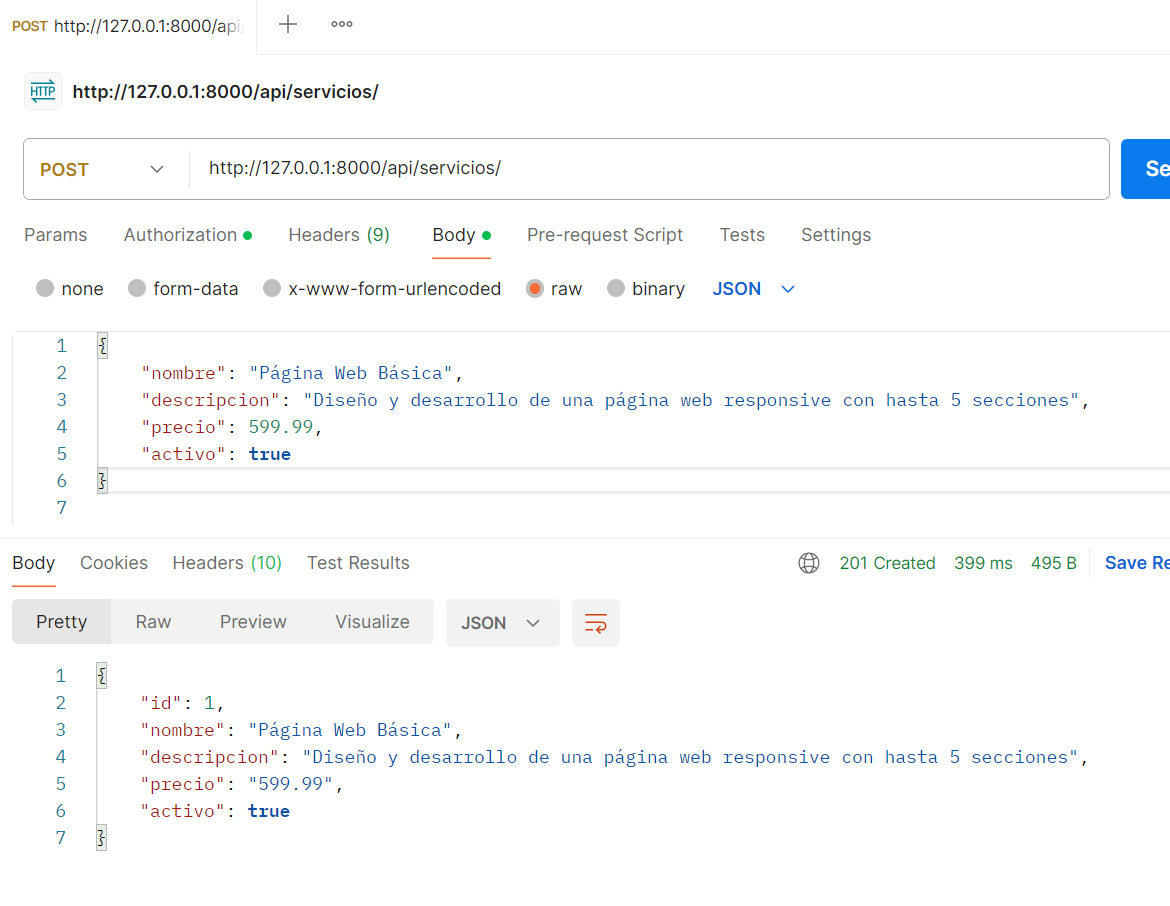 POST http://127.0.0.1:8000/api/
HTTP http://127.0.0.1:8000/api/servicios/
POST http://127.0.0.1:8000/api/servicios/ Se
Params Authorization Headers (9) Body Pre-request Script Tests Settings
none form-data x-www-form-urlencoded raw binary JSON
1 {
2 "nombre": "Página Web Básica",
3 "descripcion": "Diseño y desarrollo de una página web responsive con hasta 5 secciones",
4 "precio": 599.99,
5 "activo": true
6 }
7
Body Cookies Headers (10) Test Results 201 Created 399 ms 495 B Save Re
Pretty Raw Preview Visualize JSON
1 {
2 "id": 1,
3 "nombre": "Página Web Básica",
4 "descripcion": "Diseño y desarrollo de una página web responsive con hasta 5 secciones",
5 "precio": "599.99",
6 "activo": true
7 }